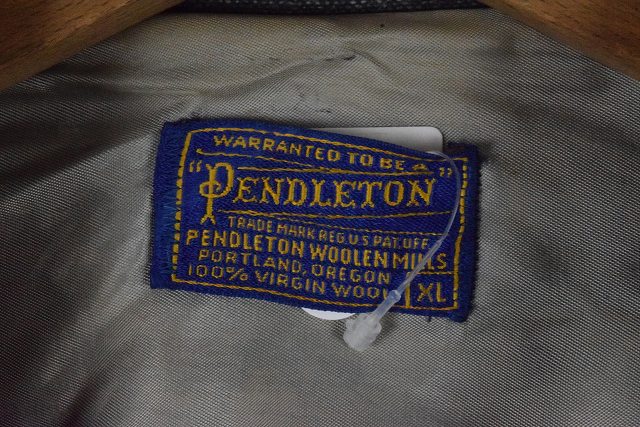 WARRANTED TO BE A
"PENDLETON"
TRADE MARK REG. U.S. PAT. OFF.
PENDLETON WOOLEN MILLS
PORTLAND, OREGON
100% VIRGIN WOOL
XL